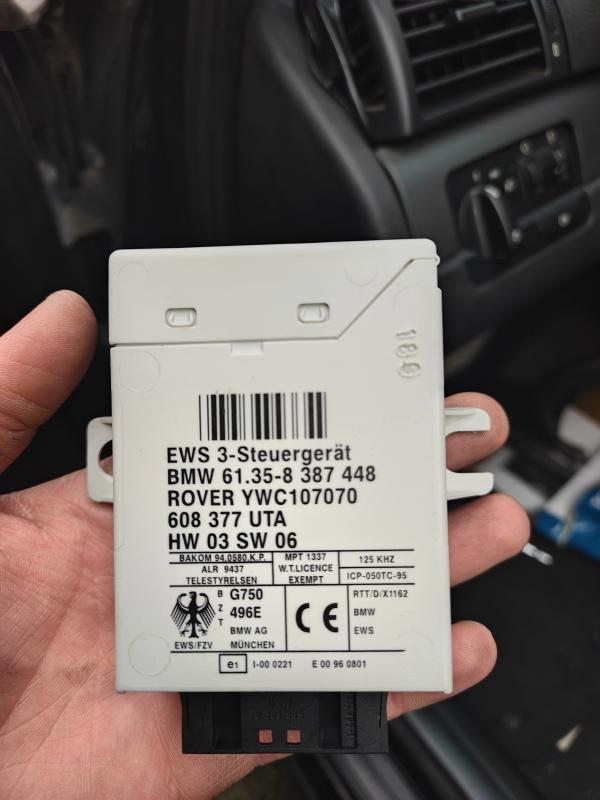 188
EWS 3-Steuergerät
BMW 61.35-8 387 448
ROVER YWC107070
608 377 UTA
HW 03 SW 06
BAKOM 94.0580.K.P.
ALR 9437
TELESTYRELSEN
MPT 1337
W.T.LICENCE
EXEMPT
125 KHZ
ICP-050TC-95
B
Z
T
G750
496E
BMW AG
EWS/FZV MÜNCHEN
CE
RTT/D/X1162
BMW
EWS
e1 I-00 0221 E 00 96 0801